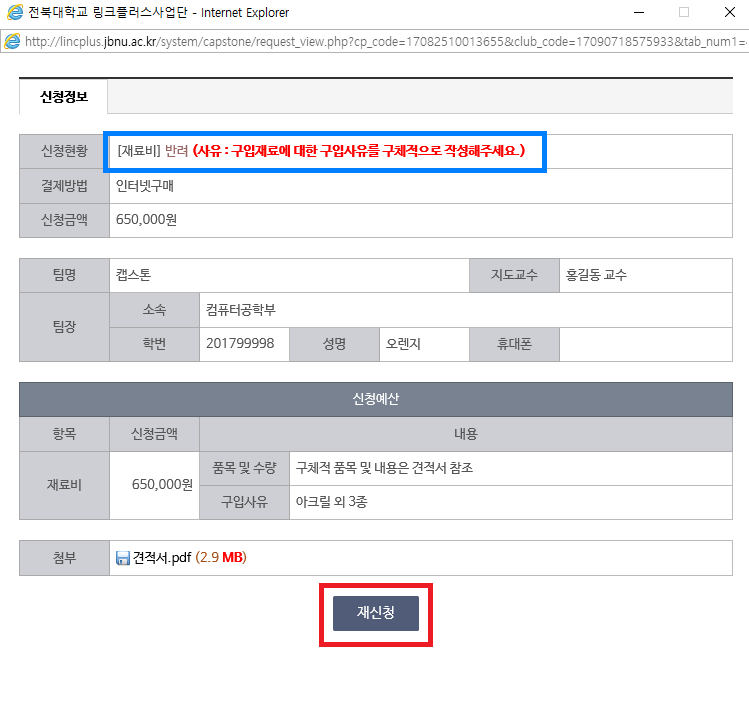 전북대학교 링크플러스사업단 - Internet Explorer
http://lincplus.jbnu.ac.kr/system/capstone/request_view.php?cp_code=17082510013655&club_code=17090718575933&tab_num1=
신청정보
신청현황 [재료비] 반려 (사유 : 구입재료에 대한 구입사유를 구체적으로 작성해주세요.)
결제방법 인터넷구매
신청금액 650,000원
팀명 캡스톤 지도교수 홍길동 교수
팀장 소속 컴퓨터공학부
학번 201799998 성명 오렌지 휴대폰
신청예산
항목 신청금액 내용
재료비 650,000원 품목 및 수량 구체적 품목 및 내용은 견적서 참조
구입사유 아크릴 외 3종
첨부 견적서.pdf (2.9 MB)
재신청